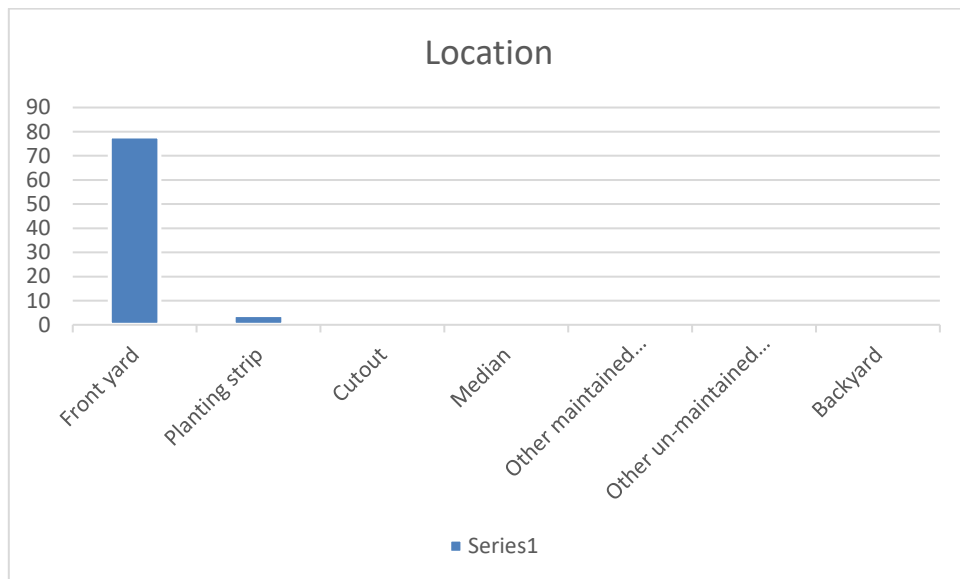 Location
90
80
70
60
50
40
30
20
10
0
Front yard
Planting strip
Cutout
Median
Other maintained...
Other un-maintained...
Backyard
Series1